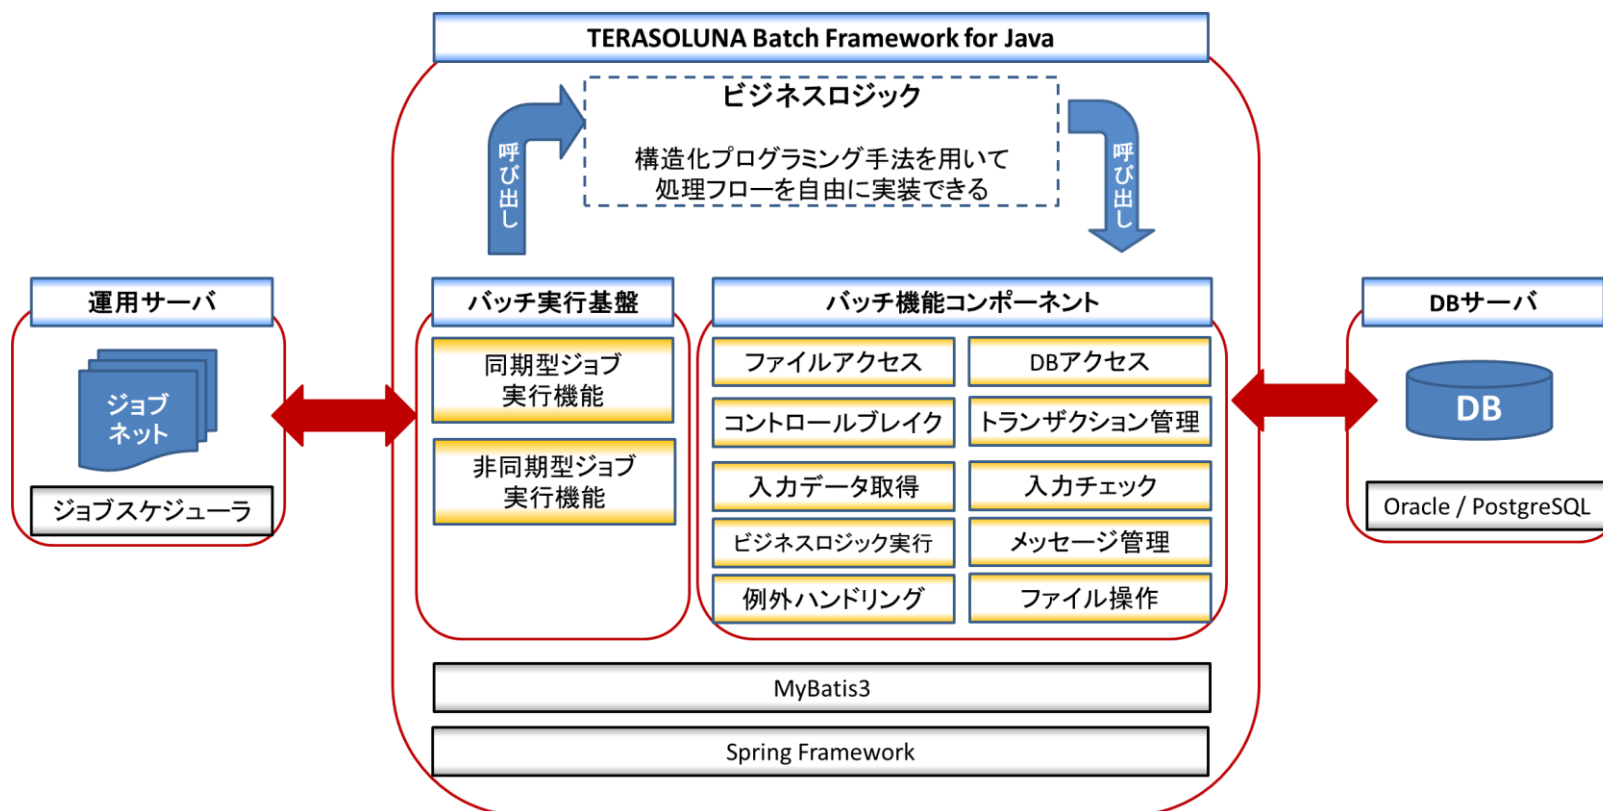 TERASOLUNA Batch Framework for Java
ビジネスロジック
構造化プログラミング手法を用いて
処理フローを自由に実装できる
呼び出し
呼び出し
運用サーバ
ジョブ
ネット
ジョブスケジューラ
バッチ実行基盤
同期型ジョブ
実行機能
非同期型ジョブ
実行機能
バッチ機能コンポーネント
ファイルアクセス
DBアクセス
コントロールブレイク
トランザクション管理
入力データ取得
入力チェック
ビジネスロジック実行
メッセージ管理
例外ハンドリング
ファイル操作
DBサーバ
DB
Oracle / PostgreSQL
MyBatis3
Spring Framework